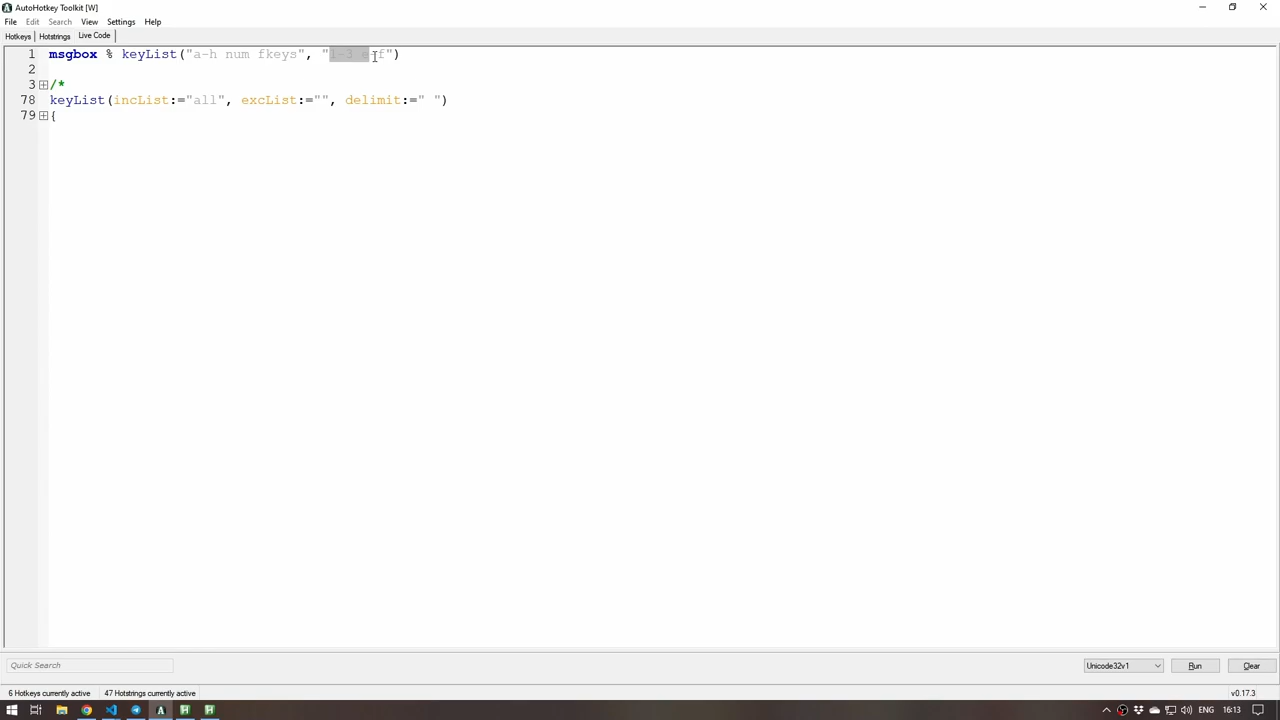 AutoHotkey Toolkit [W]
File Edit Search View Settings Help
Hotkeys Hotstrings Live Code
1 msgbox % keyList("a-h num fkeys", "1-3 e-f")
2
3 /*
78 keyList(incList:="all", excList:="", delimit:=" ")
79 {
Quick Search
Unicode32v1
Run
Clear
6 Hotkeys currently active 47 Hotstrings currently active v0.17.3
ENG 16:13